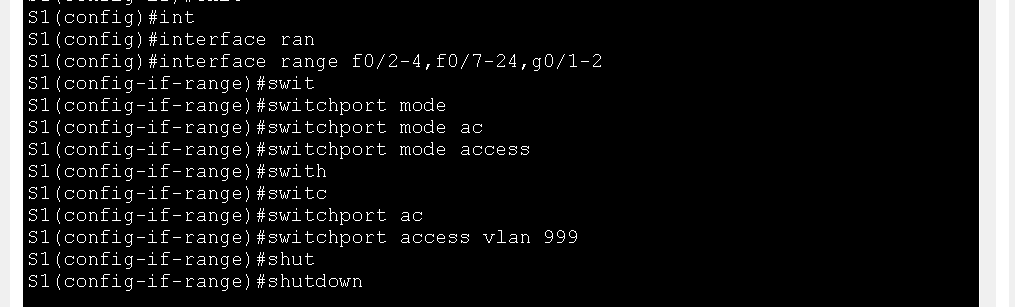 S1(config)#int
S1(config)#interface ran
S1(config)#interface range f0/2-4,f0/7-24,g0/1-2
S1(config-if-range)#swit
S1(config-if-range)#switchport mode
S1(config-if-range)#switchport mode ac
S1(config-if-range)#switchport mode access
S1(config-if-range)#swith
S1(config-if-range)#switc
S1(config-if-range)#switchport ac
S1(config-if-range)#switchport access vlan 999
S1(config-if-range)#shut
S1(config-if-range)#shutdown